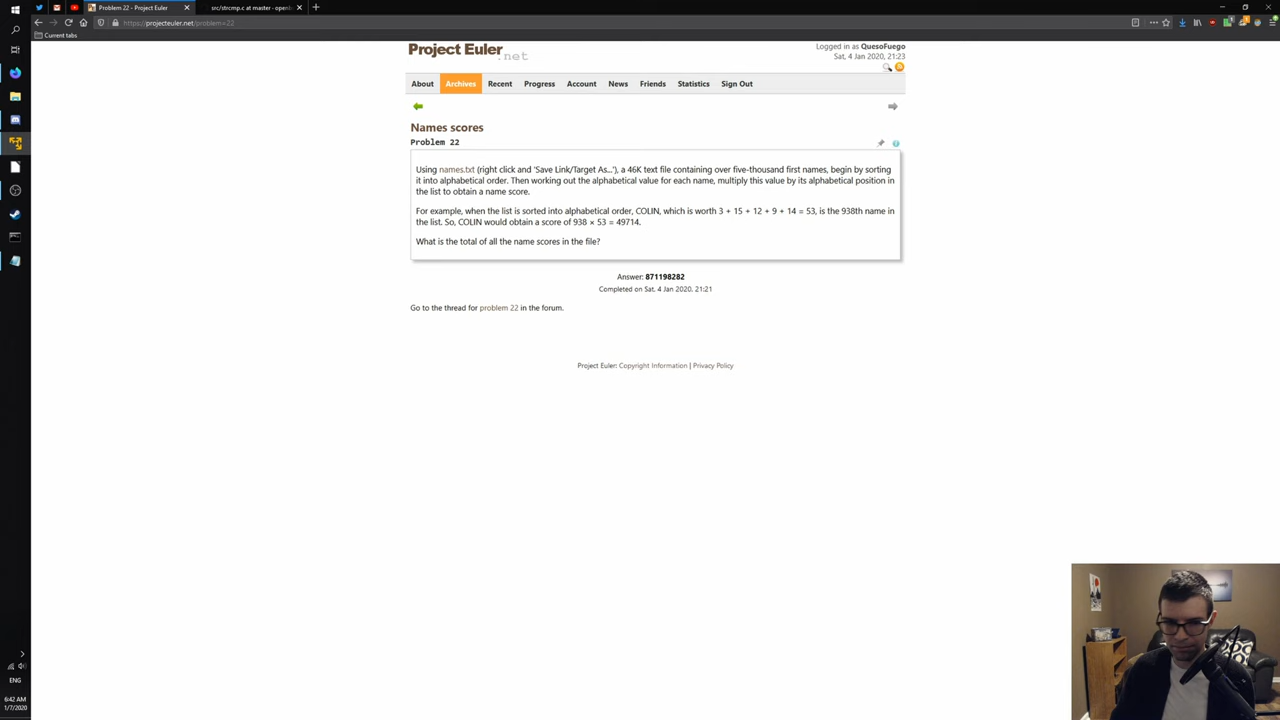 Problem 22 - Project Euler
src/strcmp.c at master · openb
https://projecteuler.net/problem=22
Current tabs
Project Euler
.net
Logged in as QuesoFuego
Sat, 4 Jan 2020, 21:23
About Archives Recent Progress Account News Friends Statistics Sign Out
Names scores
Problem 22
Using names.txt (right click and 'Save Link/Target As...'), a 46K text file containing over five-thousand first names, begin by sorting
it into alphabetical order. Then working out the alphabetical value for each name, multiply this value by its alphabetical position in
the list to obtain a name score.
For example, when the list is sorted into alphabetical order, COLIN, which is worth 3 + 15 + 12 + 9 + 14 = 53, is the 938th name in
the list. So, COLIN would obtain a score of 938 × 53 = 49714.
What is the total of all the name scores in the file?
Answer: 871198282
Completed on Sat, 4 Jan 2020, 21:21
Go to the thread for problem 22 in the forum.
Project Euler: Copyright Information | Privacy Policy
ENG
6:42 AM
1/7/2020